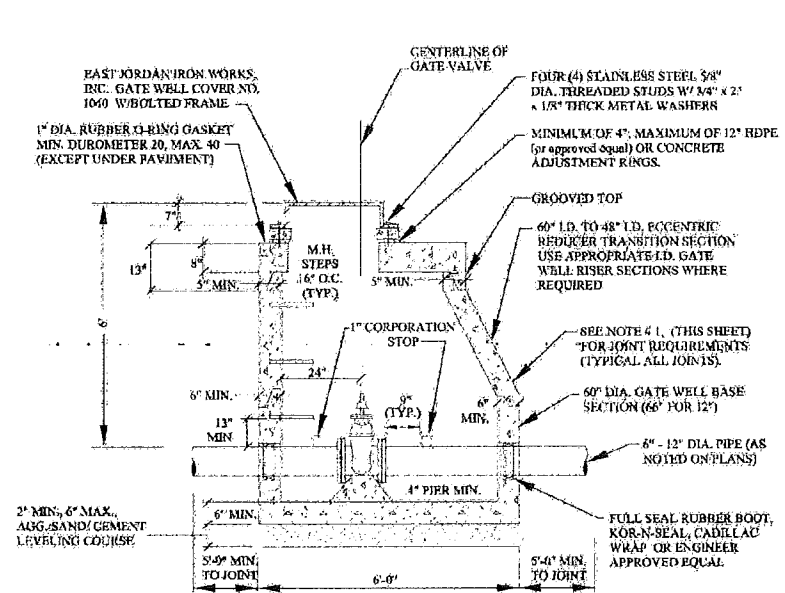 CENTERLINE OF
GATE VALVE
EAST JORDAN IRON WORKS,
INC. GATE WELL COVER NO.
1040 W/BOLTED FRAME
1" DIA. RUBBER O-RING GASKET
MIN. DUROMETER 20, MAX. 40
(EXCEPT UNDER PAVEMENT)
FOUR (4) STAINLESS STEEL 5/8"
DIA. THREADED STUDS W/ 3/4" x 2"
x 1/8" THICK METAL WASHERS
MINIMUM OF 4"; MAXIMUM OF 12" HDPE
(or approved equal) OR CONCRETE
ADJUSTMENT RINGS.
GROOVED TOP
60" I.D. TO 48" I.D. ECCENTRIC
REDUCER TRANSITION SECTION
USE APPROPRIATE I.D. GATE
WELL RISER SECTIONS WHERE
REQUIRED
7"
13"
8"
5" MIN.
M.H.
STEPS
16" O.C.
(TYP.)
5" MIN.
6'
1" CORPORATION
STOP
SEE NOTE # 1, (THIS SHEET)
FOR JOINT REQUIREMENTS
(TYPICAL ALL JOINTS).
24"
6" MIN.
9"
(TYP.)
6"
MIN.
60" DIA. GATE WELL BASE
SECTION (66" FOR 12")
13"
MIN
6" - 12" DIA. PIPE (AS
NOTED ON PLANS)
4" PIER MIN.
6" MIN.
2" MIN., 6" MAX.,
AGG./SAND/ CEMENT
LEVELING COURSE
FULL SEAL RUBBER BOOT,
KOR-N-SEAL, CADILLAC
WRAP OR ENGINEER
APPROVED EQUAL
5'-0" MIN.
TO JOINT
6'-0"
5'-0" MIN.
TO JOINT